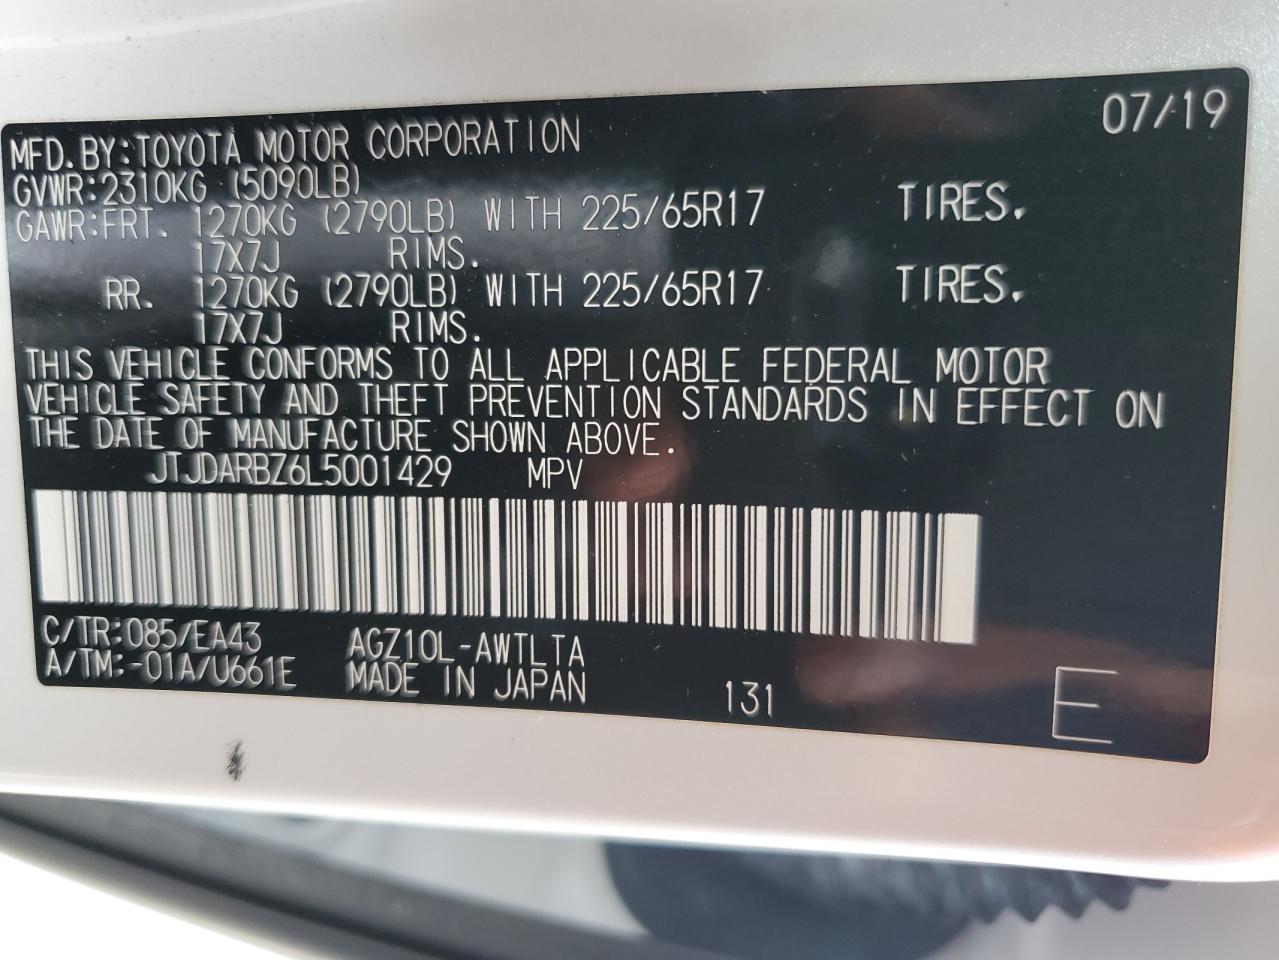 07/19
MFD.BY:TOYOTA MOTOR CORPORATION
GVWR:2310KG (5090LB)
GAWR:FRT. 1270KG (2790LB) WITH 225/65R17 TIRES.
17X7J RIMS.
RR. 1270KG (2790LB) WITH 225/65R17 TIRES.
17X7J RIMS.
THIS VEHICLE CONFORMS TO ALL APPLICABLE FEDERAL MOTOR
VEHICLE SAFETY AND THEFT PREVENTION STANDARDS IN EFFECT ON
THE DATE OF MANUFACTURE SHOWN ABOVE.
JTJDARBZ6L5001429 MPV
C/TR:085/EA43 AGZ10L-AWTLTA
A/TM:-01A/U661E MADE IN JAPAN 131 E